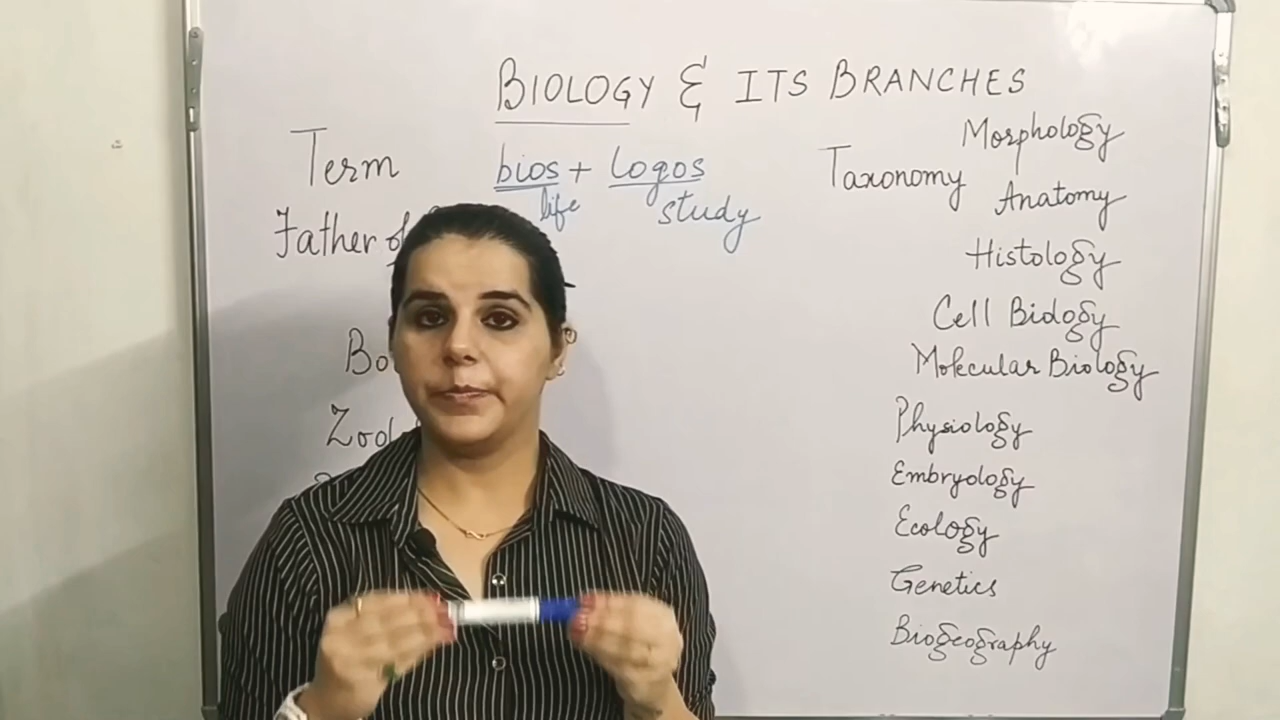 BIOLOGY & ITS BRANCHES
Term bios + logos
life study
Father of
Taxonomy
Morphology
Anatomy
Histology
Cell Biology
Molecular Biology
Physiology
Embryology
Ecology
Genetics
Biogeography